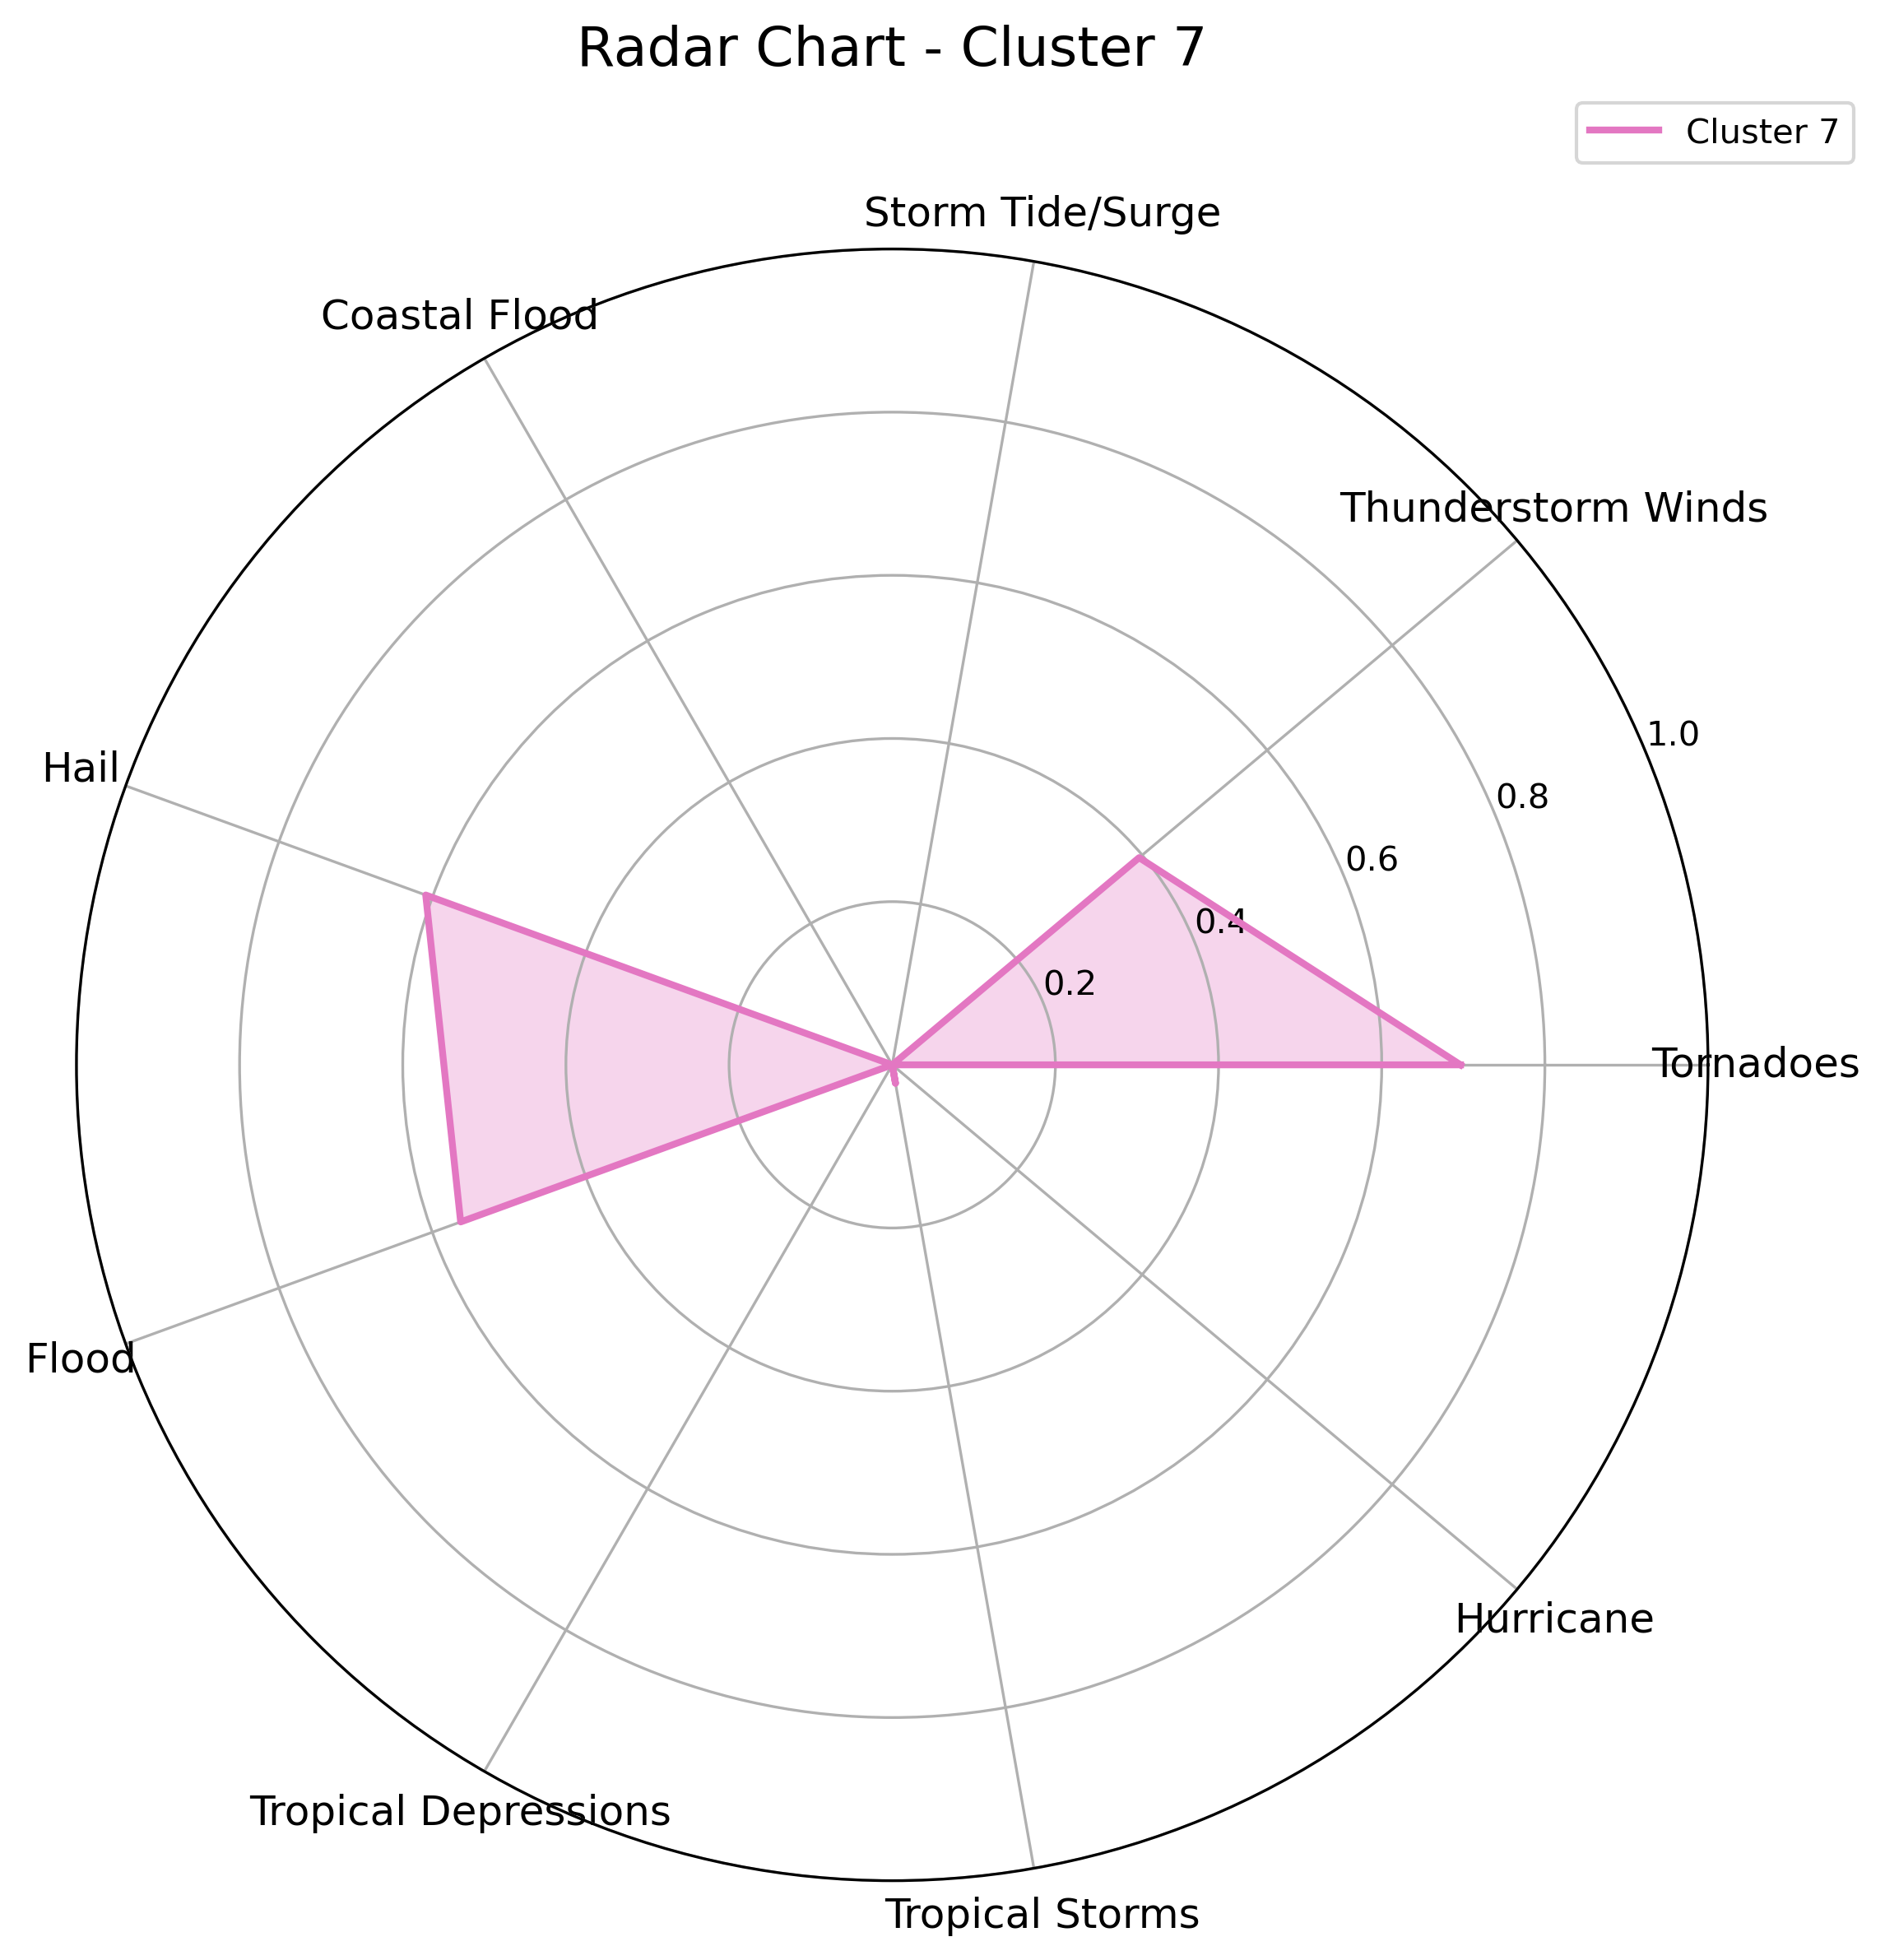 Radar Chart - Cluster 7
Cluster 7
Storm Tide/Surge
Coastal Flood
Thunderstorm Winds
1.0
Hail
0.8
0.6
0.4
0.2
Tornadoes
Flood
Hurricane
Tropical Depressions
Tropical Storms